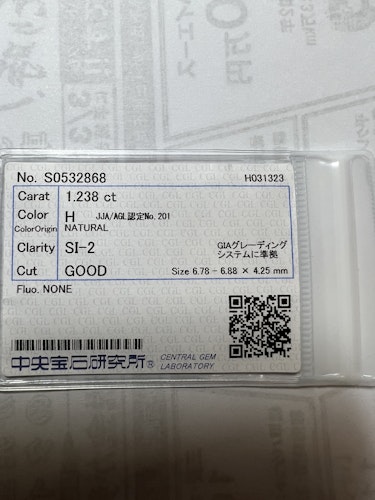 No. S0532868 H031323
Carat 1.238 ct
Color H JJA/AGL認定No.201
ColorOrigin NATURAL
Clarity SI-2 GIAグレーディング
システムに準拠
Cut GOOD Size 6.78 - 6.88 × 4.25 mm
Fluo. NONE
中央宝石研究所® CENTRAL GEM
LABORATORY